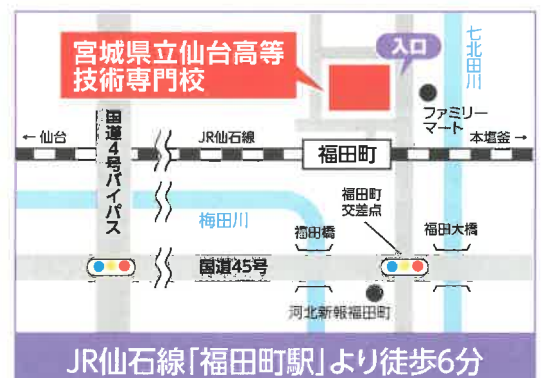 宮城県立仙台高等
技術専門校
入口
七北田川
ファミリー
マート
← 仙台
国道4号バイパス
JR仙石線
福田町
本塩釜 →
梅田川
福田町
交差点
福田橋
福田大橋
国道45号
河北新報福田町
JR仙石線「福田町駅」より徒歩6分